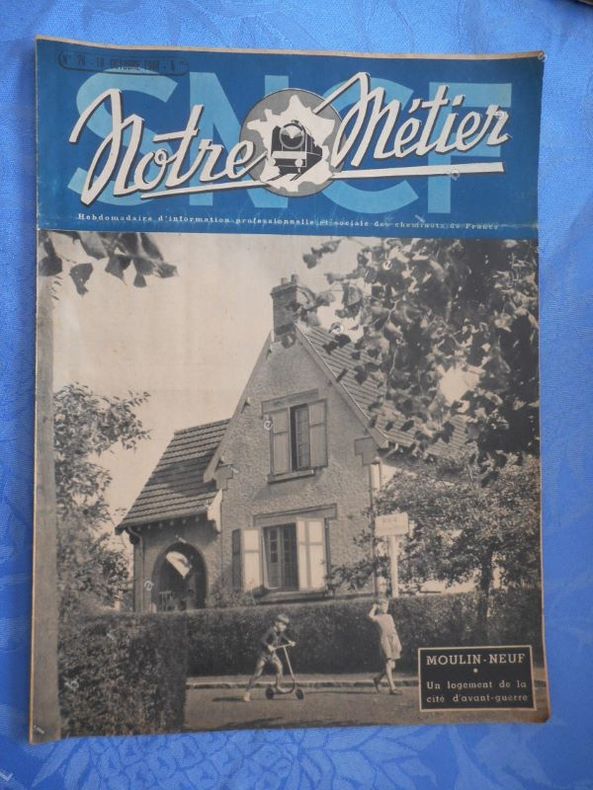 SNCF
Notre Métier
Hebdomadaire d'information professionnelle et sociale des cheminots de France
MOULIN-NEUF
Un logement de la
cité d'avant-guerre